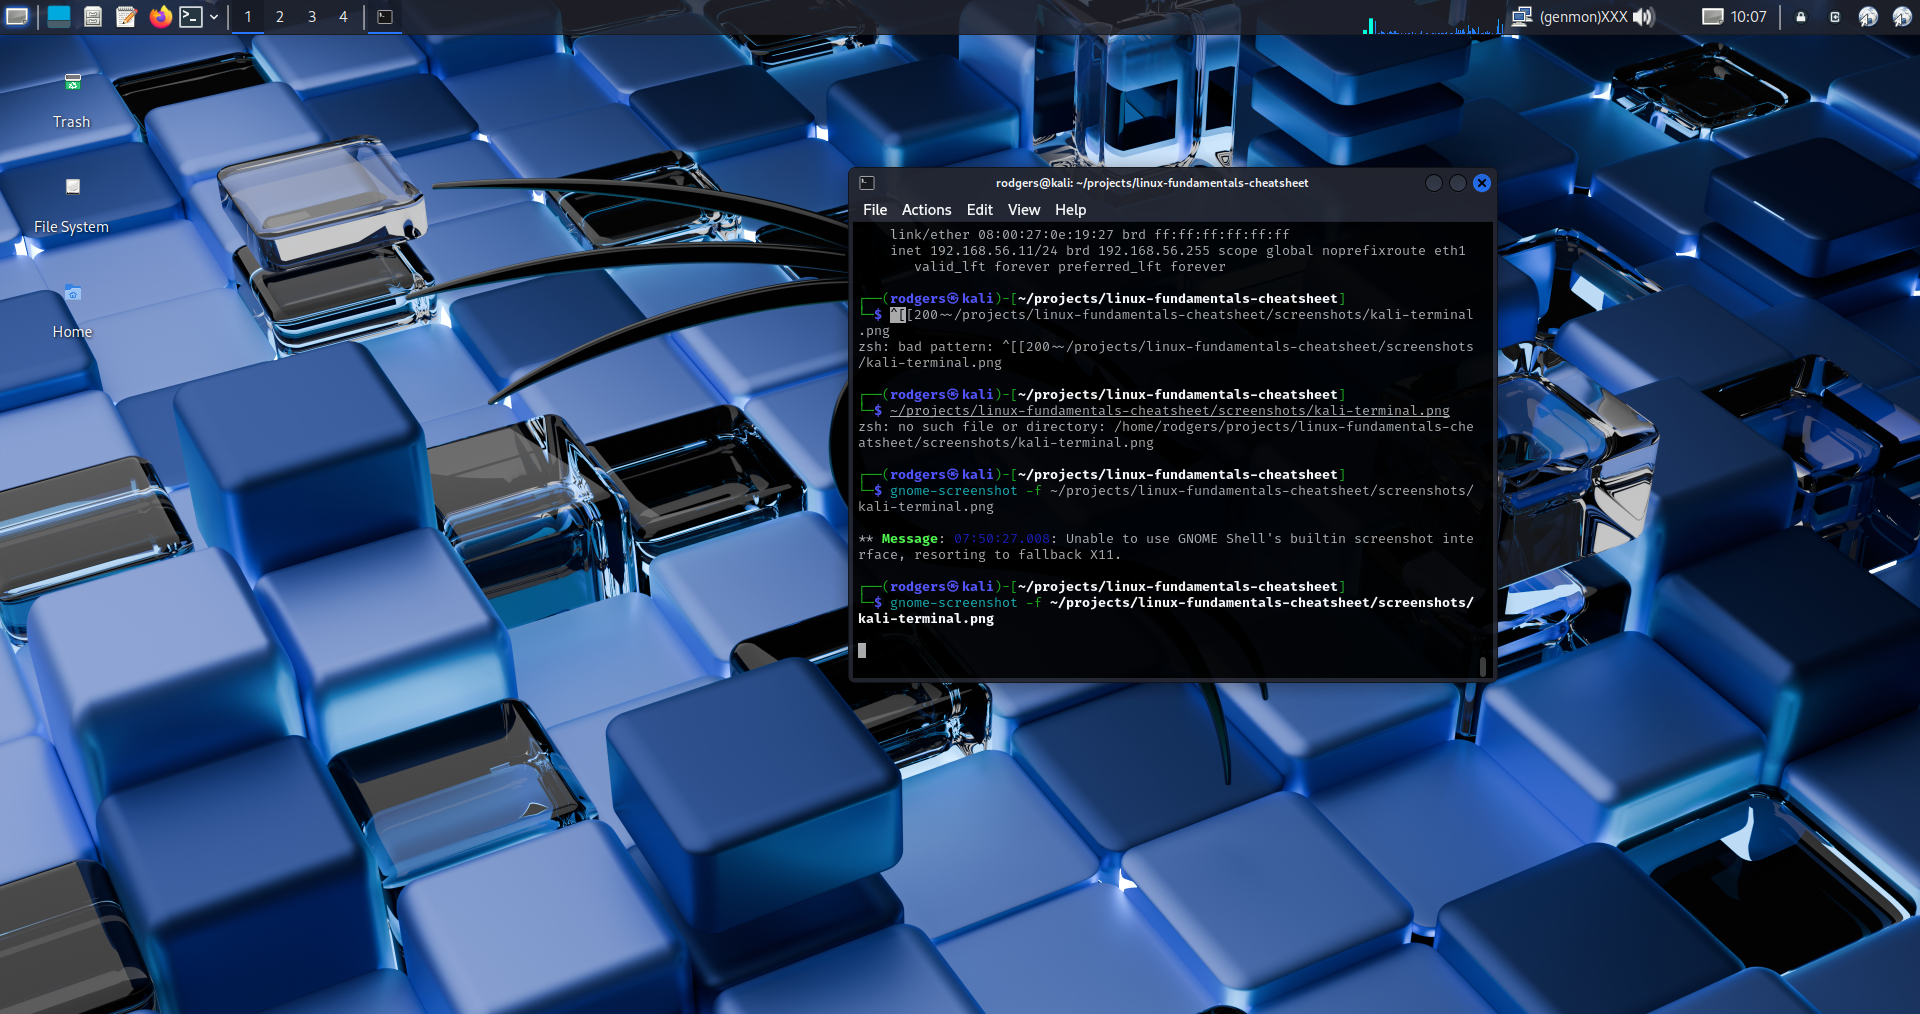 1 2 3 4
(genmon)XXX
10:07
Trash
File System
Home
rodgers@kali: ~/projects/linux-fundamentals-cheatsheet
File Actions Edit View Help
link/ether 08:00:27:0e:19:27 brd ff:ff:ff:ff:ff:ff
inet 192.168.56.11/24 brd 192.168.56.255 scope global noprefixroute eth1
valid_lft forever preferred_lft forever
┌──(rodgers㉿kali)-[~/projects/linux-fundamentals-cheatsheet]
└─$ ^[[200~~/projects/linux-fundamentals-cheatsheet/screenshots/kali-terminal
.png
zsh: bad pattern: ^[[200~~/projects/linux-fundamentals-cheatsheet/screenshots
/kali-terminal.png
┌──(rodgers㉿kali)-[~/projects/linux-fundamentals-cheatsheet]
└─$ ~/projects/linux-fundamentals-cheatsheet/screenshots/kali-terminal.png
zsh: no such file or directory: /home/rodgers/projects/linux-fundamentals-che
atsheet/screenshots/kali-terminal.png
┌──(rodgers㉿kali)-[~/projects/linux-fundamentals-cheatsheet]
└─$ gnome-screenshot -f ~/projects/linux-fundamentals-cheatsheet/screenshots/
kali-terminal.png
** Message: 07:50:27.008: Unable to use GNOME Shell's builtin screenshot inte
rface, resorting to fallback X11.
┌──(rodgers㉿kali)-[~/projects/linux-fundamentals-cheatsheet]
└─$ gnome-screenshot -f ~/projects/linux-fundamentals-cheatsheet/screenshots/
kali-terminal.png